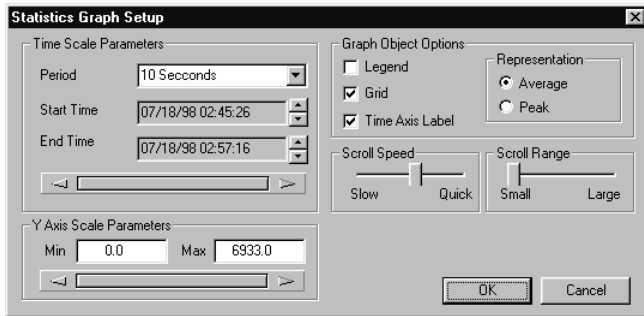 Statistics Graph Setup
Time Scale Parameters
Period 10 Secconds
Start Time 07/18/98 02:45:26
End Time 07/18/98 02:57:16
Y Axis Scale Parameters
Min 0.0 Max 6933.0
Graph Object Options
Legend
Grid
Time Axis Label
Representation
Average
Peak
Scroll Speed
Slow Quick
Scroll Range
Small Large
OK Cancel